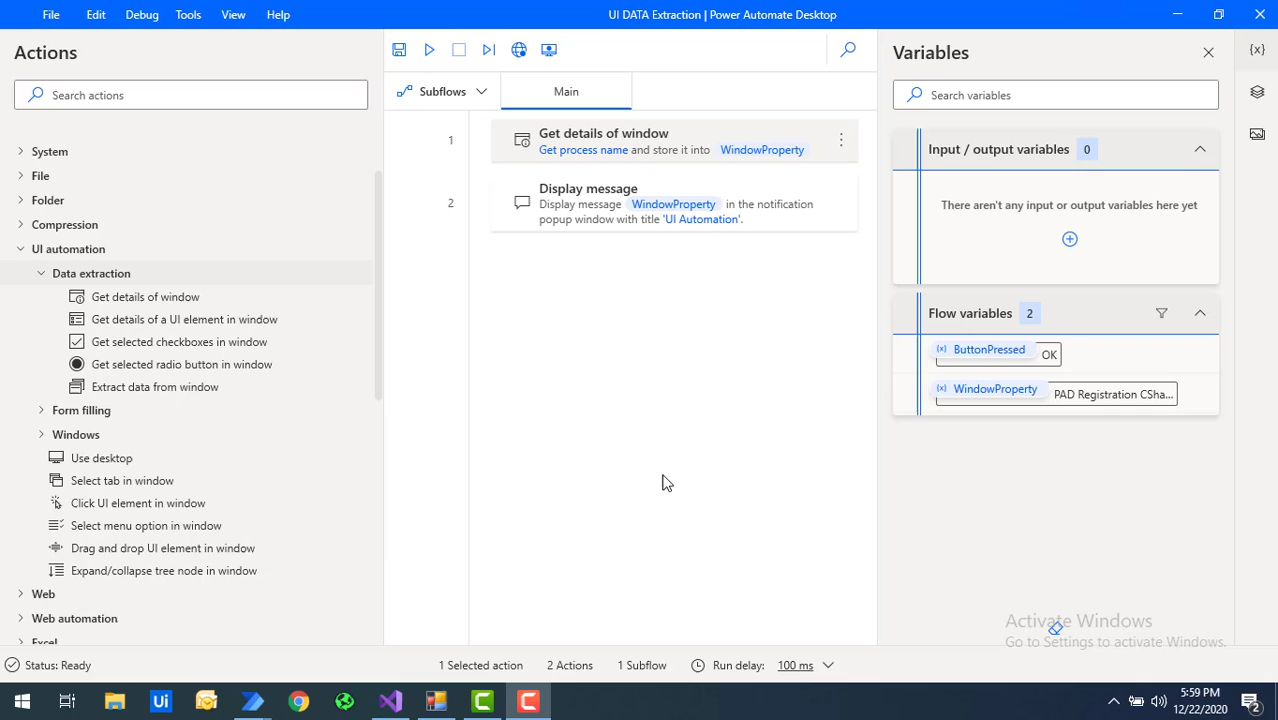 File Edit Debug Tools View Help UI DATA Extraction | Power Automate Desktop
Actions
Search actions
System
File
Folder
Compression
UI automation
Data extraction
Get details of window
Get details of a UI element in window
Get selected checkboxes in window
Get selected radio button in window
Extract data from window
Form filling
Windows
Use desktop
Select tab in window
Click UI element in window
Select menu option in window
Drag and drop UI element in window
Expand/collapse tree node in window
Web
Web automation
Excel
Subflows Main
1 Get details of window
Get process name and store it into WindowProperty
2 Display message
Display message WindowProperty in the notification
popup window with title 'UI Automation'.
Variables {x}
Search variables
Input / output variables 0
There aren't any input or output variables here yet
Flow variables 2
{x} ButtonPressed OK
{x} WindowProperty PAD Registration CSha...
Activate Windows
Go to Settings to activate Windows.
Status: Ready 1 Selected action 2 Actions 1 Subflow Run delay: 100 ms
Ui C C 5:59 PM
12/22/2020 2